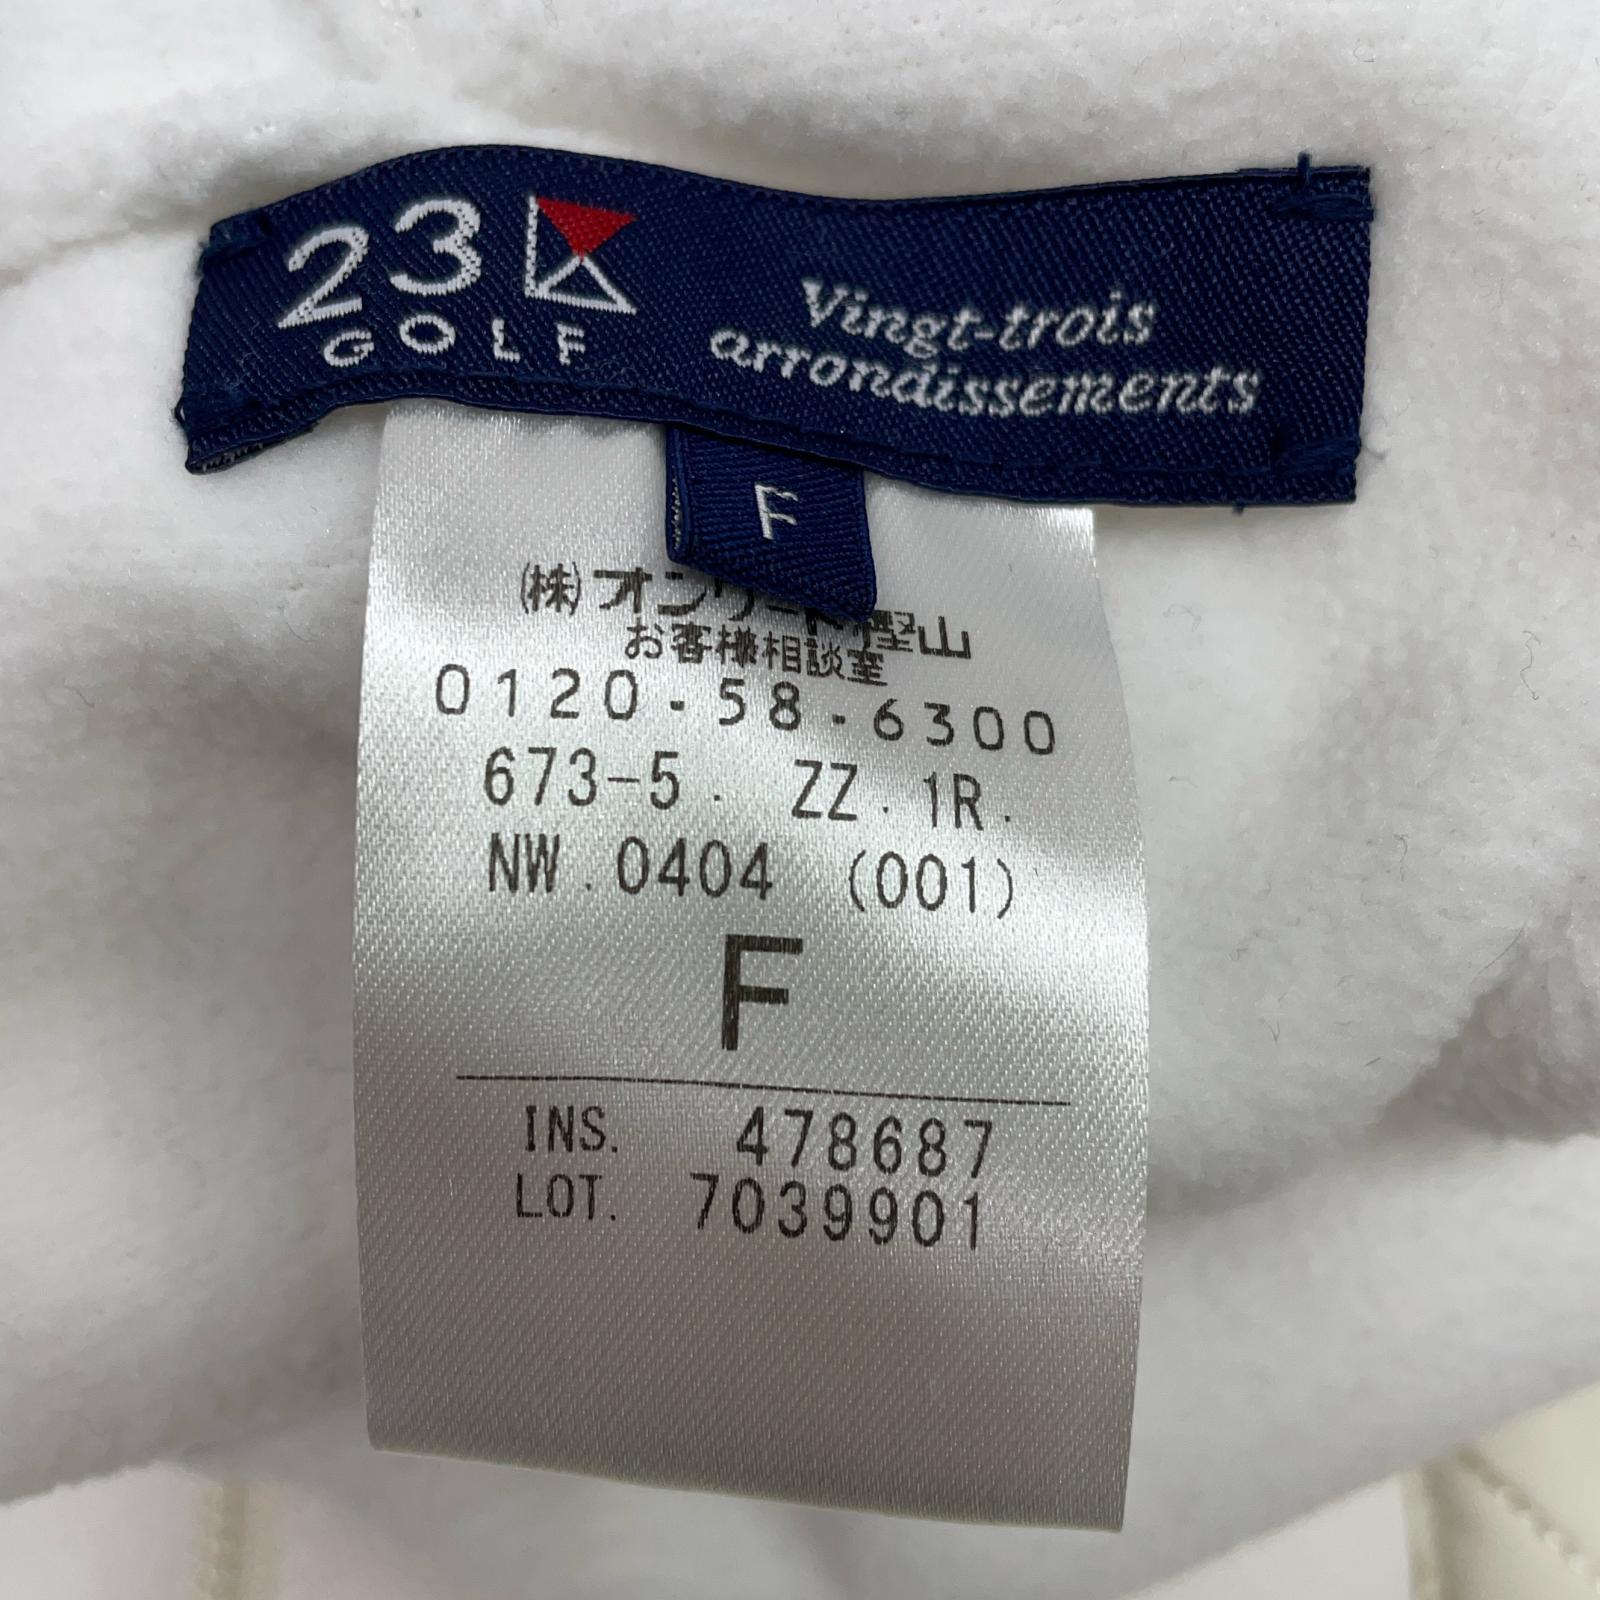 23
GOLF
Vingt-trois
arrondissements
F
㈱オンワード樫山
お客様相談室
0120-58-6300
673-5. ZZ. 1R.
NW. 0404 (001)
F
INS. 478687
LOT. 7039901